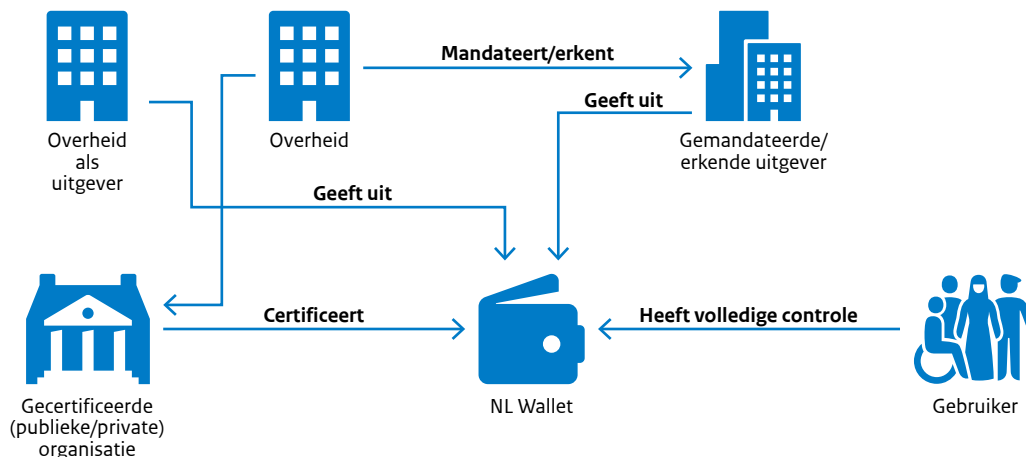 Mandateert/erkent
Geeft uit
Overheid
als
uitgever
Overheid
Gemandateerde/
erkende uitgever
Geeft uit
Certificeert
Heeft volledige controle
Gecertificeerde
(publieke/private)
organisatie
NL Wallet
Gebruiker